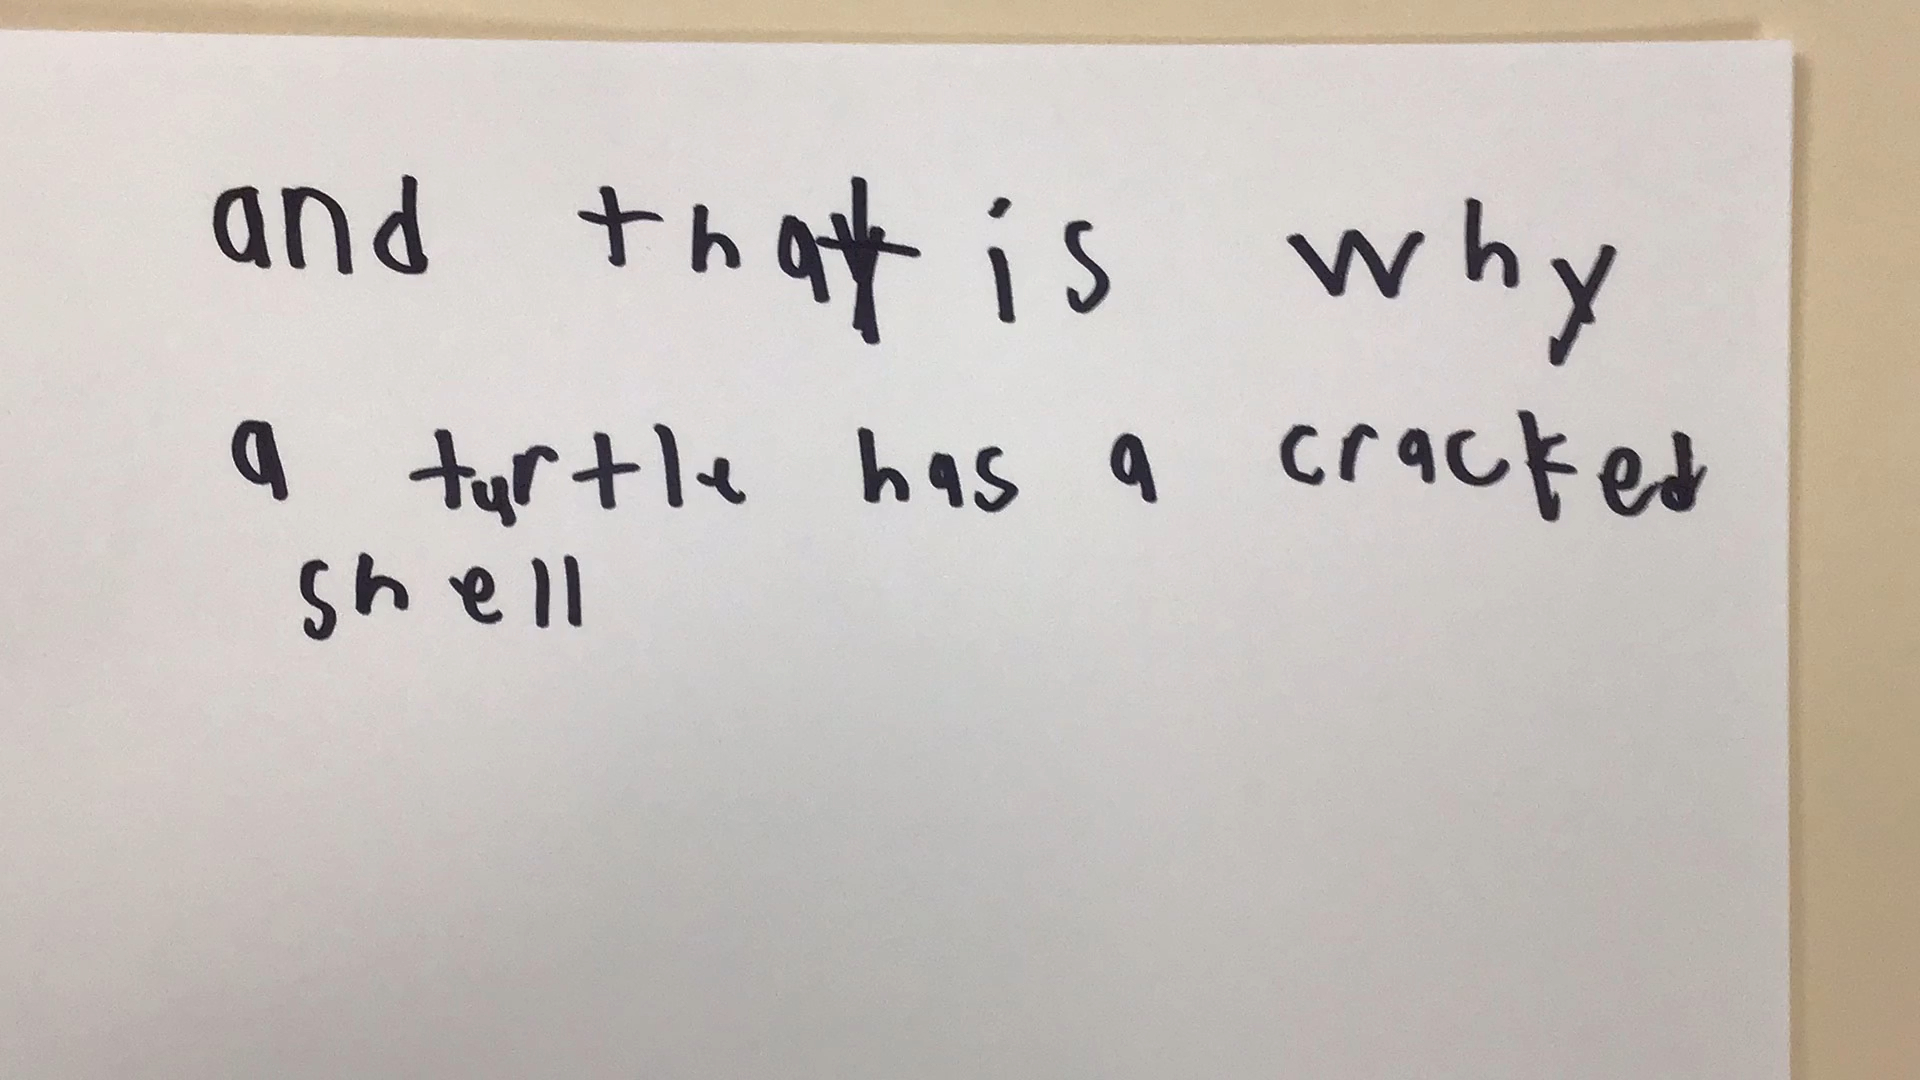 and that is why
a turtle has a cracked
shell